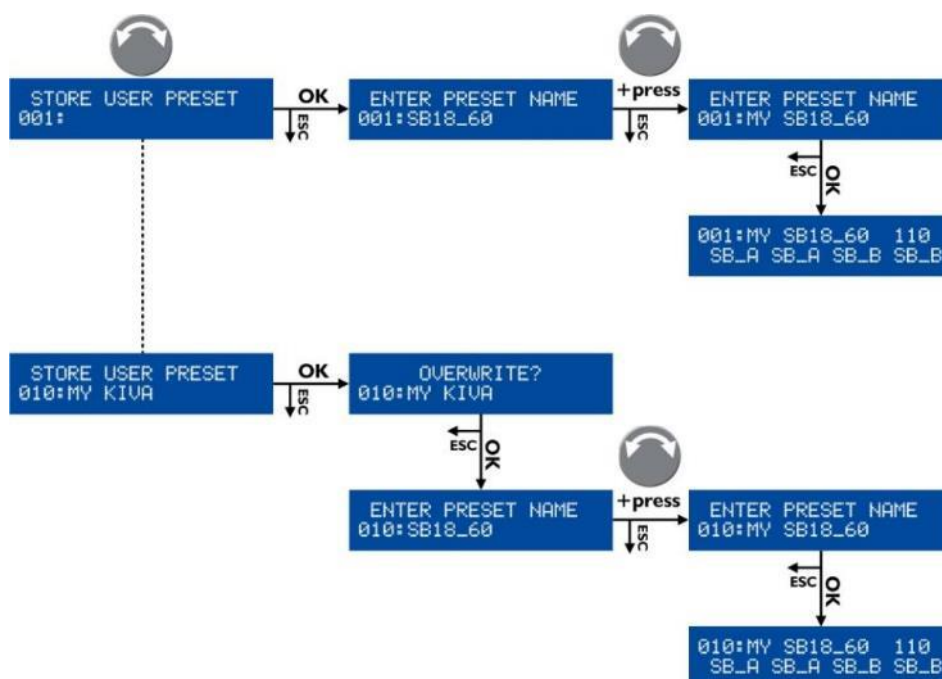 STORE USER PRESET
001:
OK
ESC
ENTER PRESET NAME
001:SB18_60
+press
ESC
ENTER PRESET NAME
001:MY SB18_60
ESC
OK
001:MY SB18_60 110
SB_A SB_A SB_B SB_B
STORE USER PRESET
010:MY KIVA
OK
ESC
OVERWRITE?
010:MY KIVA
ESC
OK
ENTER PRESET NAME
010:SB18_60
+press
ESC
ENTER PRESET NAME
010:MY SB18_60
ESC
OK
010:MY SB18_60 110
SB_A SB_A SB_B SB_B